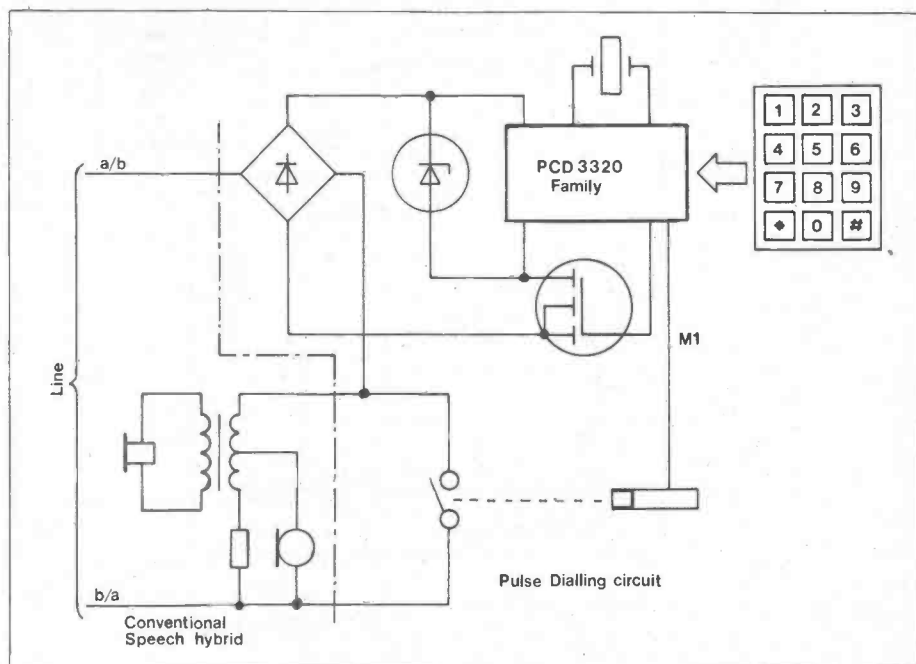 a/b
PCD 3320
Family
1 2 3
4 5 6
7 8 9
* 0 #
M1
Line
Pulse Dialling circuit
b/a
Conventional
Speech hybrid